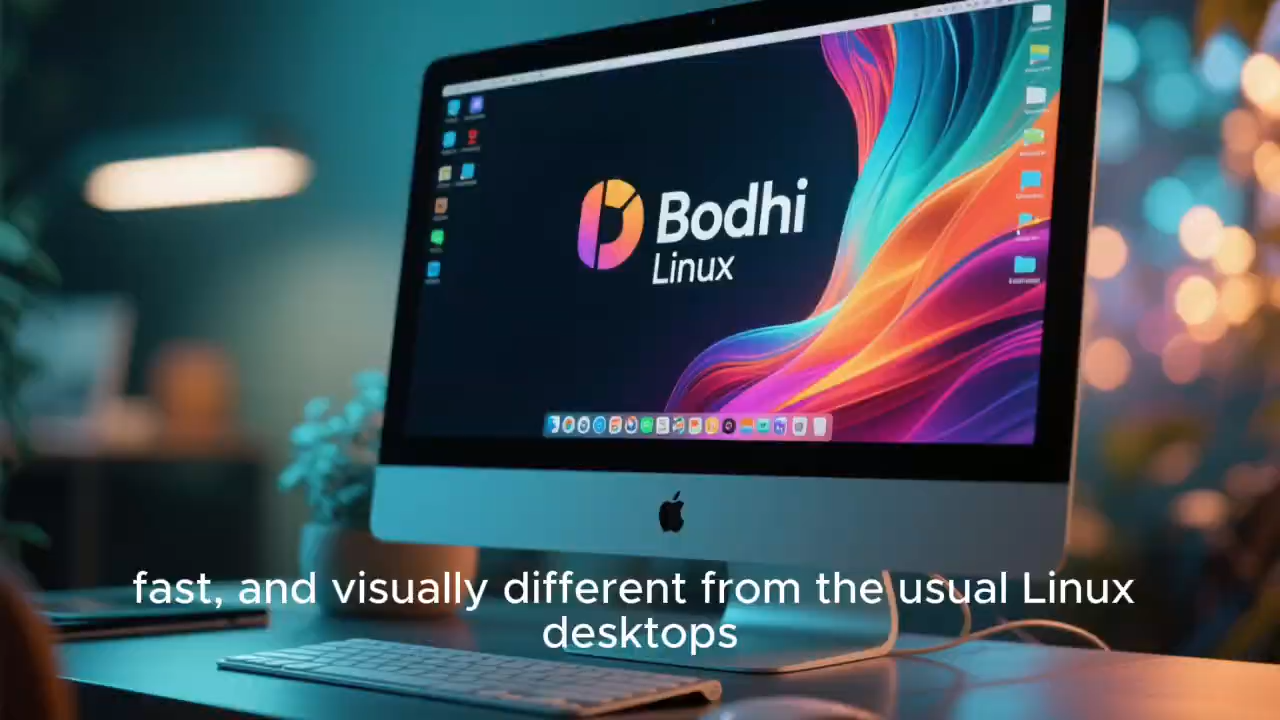 Bodhi
Linux
fast, and visually different from the usual Linux
desktops